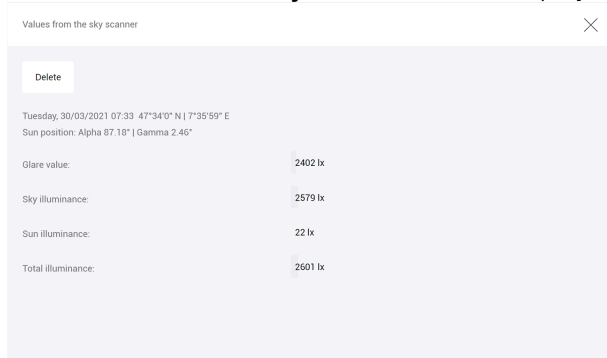 Values from the sky scanner
Delete
Tuesday, 30/03/2021 07:33 47°34'0" N | 7°35'59" E
Sun position: Alpha 87.18° | Gamma 2.46°
Glare value: 2402 lx
Sky illuminance: 2579 lx
Sun illuminance: 22 lx
Total illuminance: 2601 lx